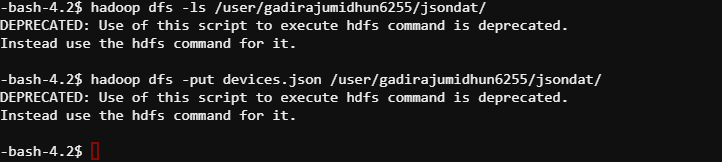 -bash-4.2$ hadoop dfs -ls /user/gadirajumidhun6255/jsondat/
DEPRECATED: Use of this script to execute hdfs command is deprecated.
Instead use the hdfs command for it.
-bash-4.2$ hadoop dfs -put devices.json /user/gadirajumidhun6255/jsondat/
DEPRECATED: Use of this script to execute hdfs command is deprecated.
Instead use the hdfs command for it.
-bash-4.2$